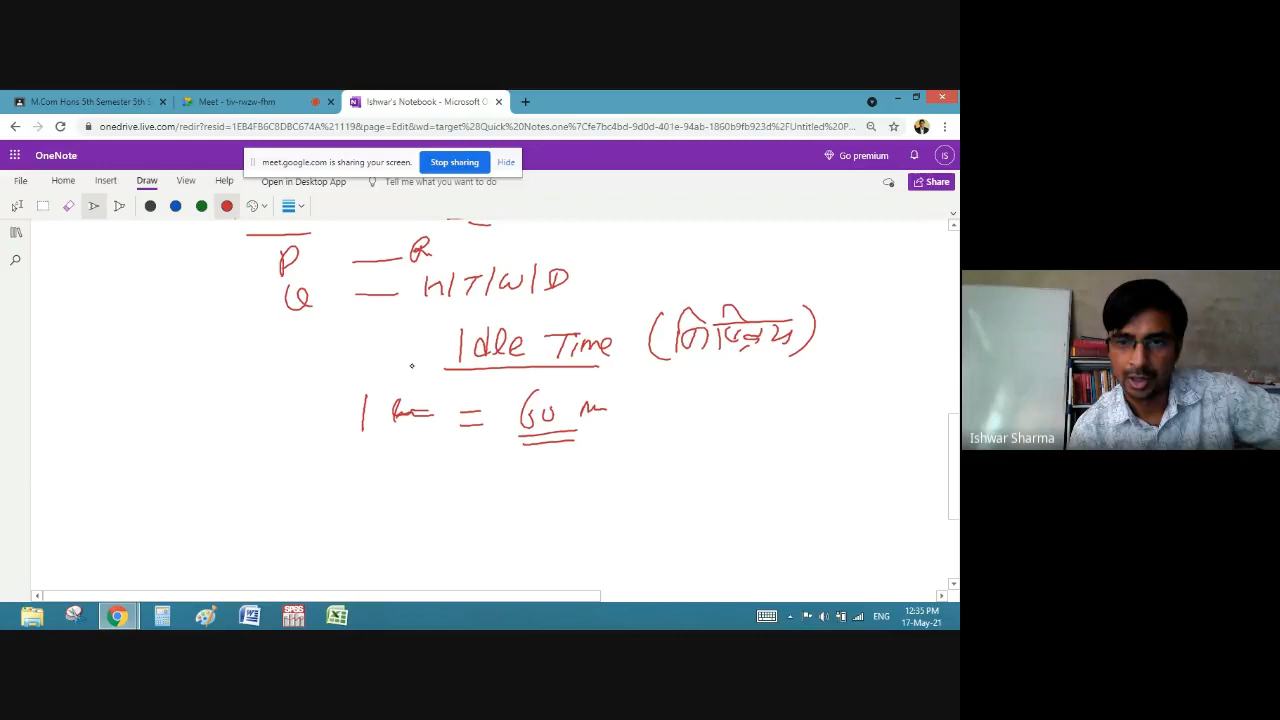 M.Com Hons 5th Semester 5th S
Meet - tiv-rwzw-fhm
Ishwar's Notebook - Microsoft O
onedrive.live.com/redir?resid=1EB4FB6C8DBC674A%21119&page=Edit&wd=target%28Quick%20Notes.one%7Cfe7bc4bd-9d0d-401e-94ab-1860b9fb923d%2FUntitled%20P...
OneNote
meet.google.com is sharing your screen. Stop sharing Hide
Go premium
IS
File Home Insert Draw View Help Open in Desktop App Tell me what you want to do
Share
P — R
Q — H/T/W/D
Idle Time
1 = 60 m
Ishwar Sharma
ENG
12:35 PM
17-May-21